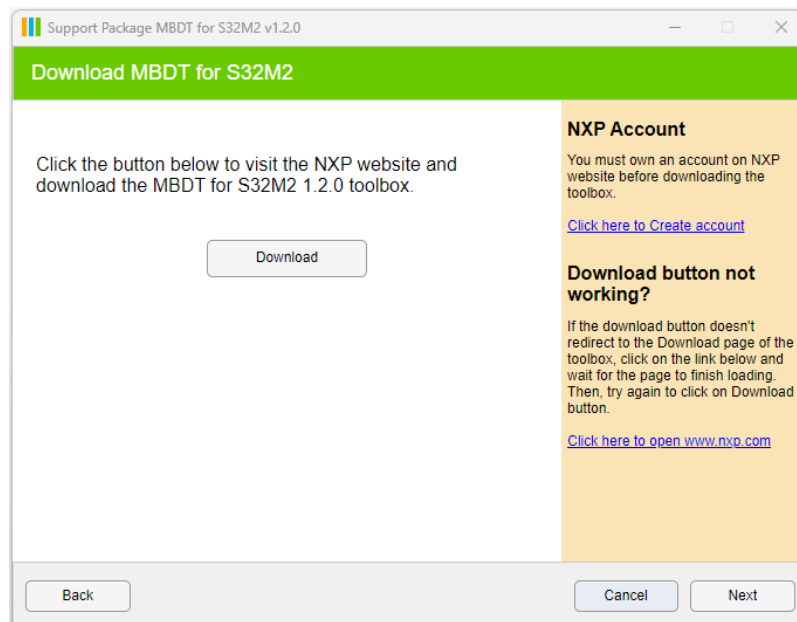 Support Package MBDT for S32M2 v1.2.0
Download MBDT for S32M2
Click the button below to visit the NXP website and
download the MBDT for S32M2 1.2.0 toolbox.
Download
NXP Account
You must own an account on NXP
website before downloading the
toolbox.
Click here to Create account
Download button not
working?
If the download button doesn't
redirect to the Download page of the
toolbox, click on the link below and
wait for the page to finish loading.
Then, try again to click on Download
button.
Click here to open www.nxp.com
Back
Cancel
Next